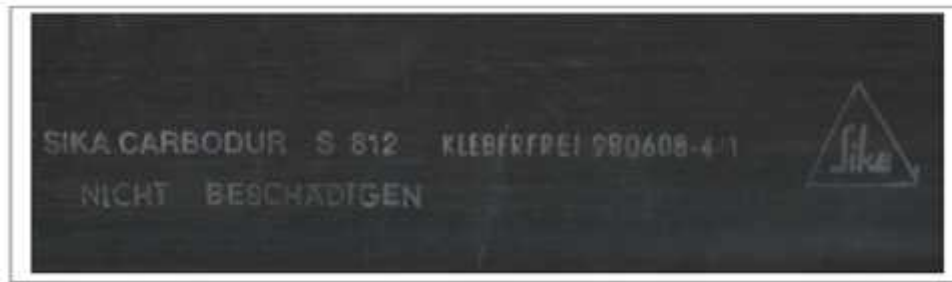 SIKA CARBODUR S 812 KLEBERFREI 980608-4/1
NICHT BESCHÄDIGEN
Sika